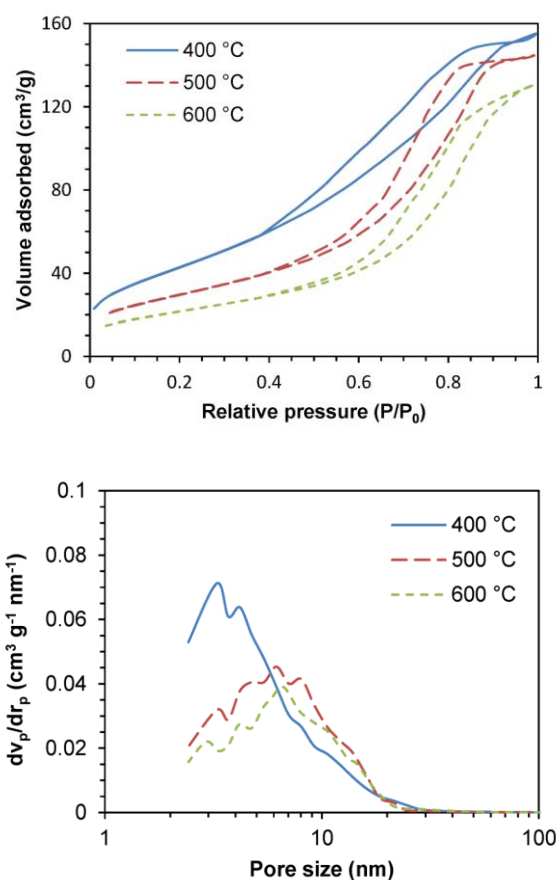 160
120
80
40
0
Volume adsorbed (cm³/g)
400 °C
500 °C
600 °C
0 0.2 0.4 0.6 0.8 1
Relative pressure (P/P₀)
0.1
0.08
0.06
0.04
0.02
0
dvₚ/drₚ (cm³ g⁻¹ nm⁻¹)
400 °C
500 °C
600 °C
1 10 100
Pore size (nm)